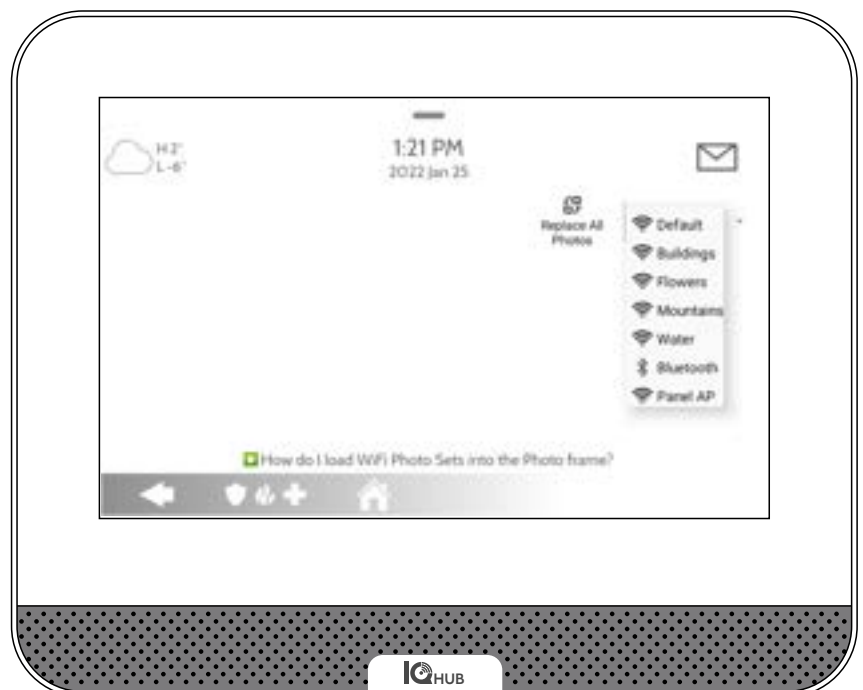 H 2°
L -6°
1:21 PM
2022 Jan 25
Replace All
Photos
Default
Buildings
Flowers
Mountains
Water
Bluetooth
Panel AP
How do I load WiFi Photo Sets into the Photo frame?
IQ HUB